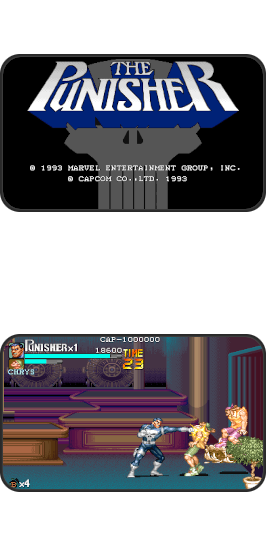 THE
PUNISHER
© 1993 MARVEL ENTERTAINMENT GROUP, INC.
© CAPCOM CO.,LTD. 1993
CAP-1000000
PUNISHER×1 18600 TIME
23
CHRYS
×4